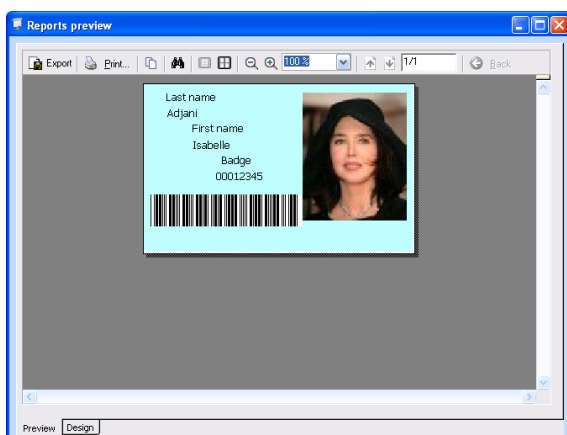 Reports preview
Export Print... 100 % 1/1 Back
Last name
Adjani
First name
Isabelle
Badge
00012345
Preview Design